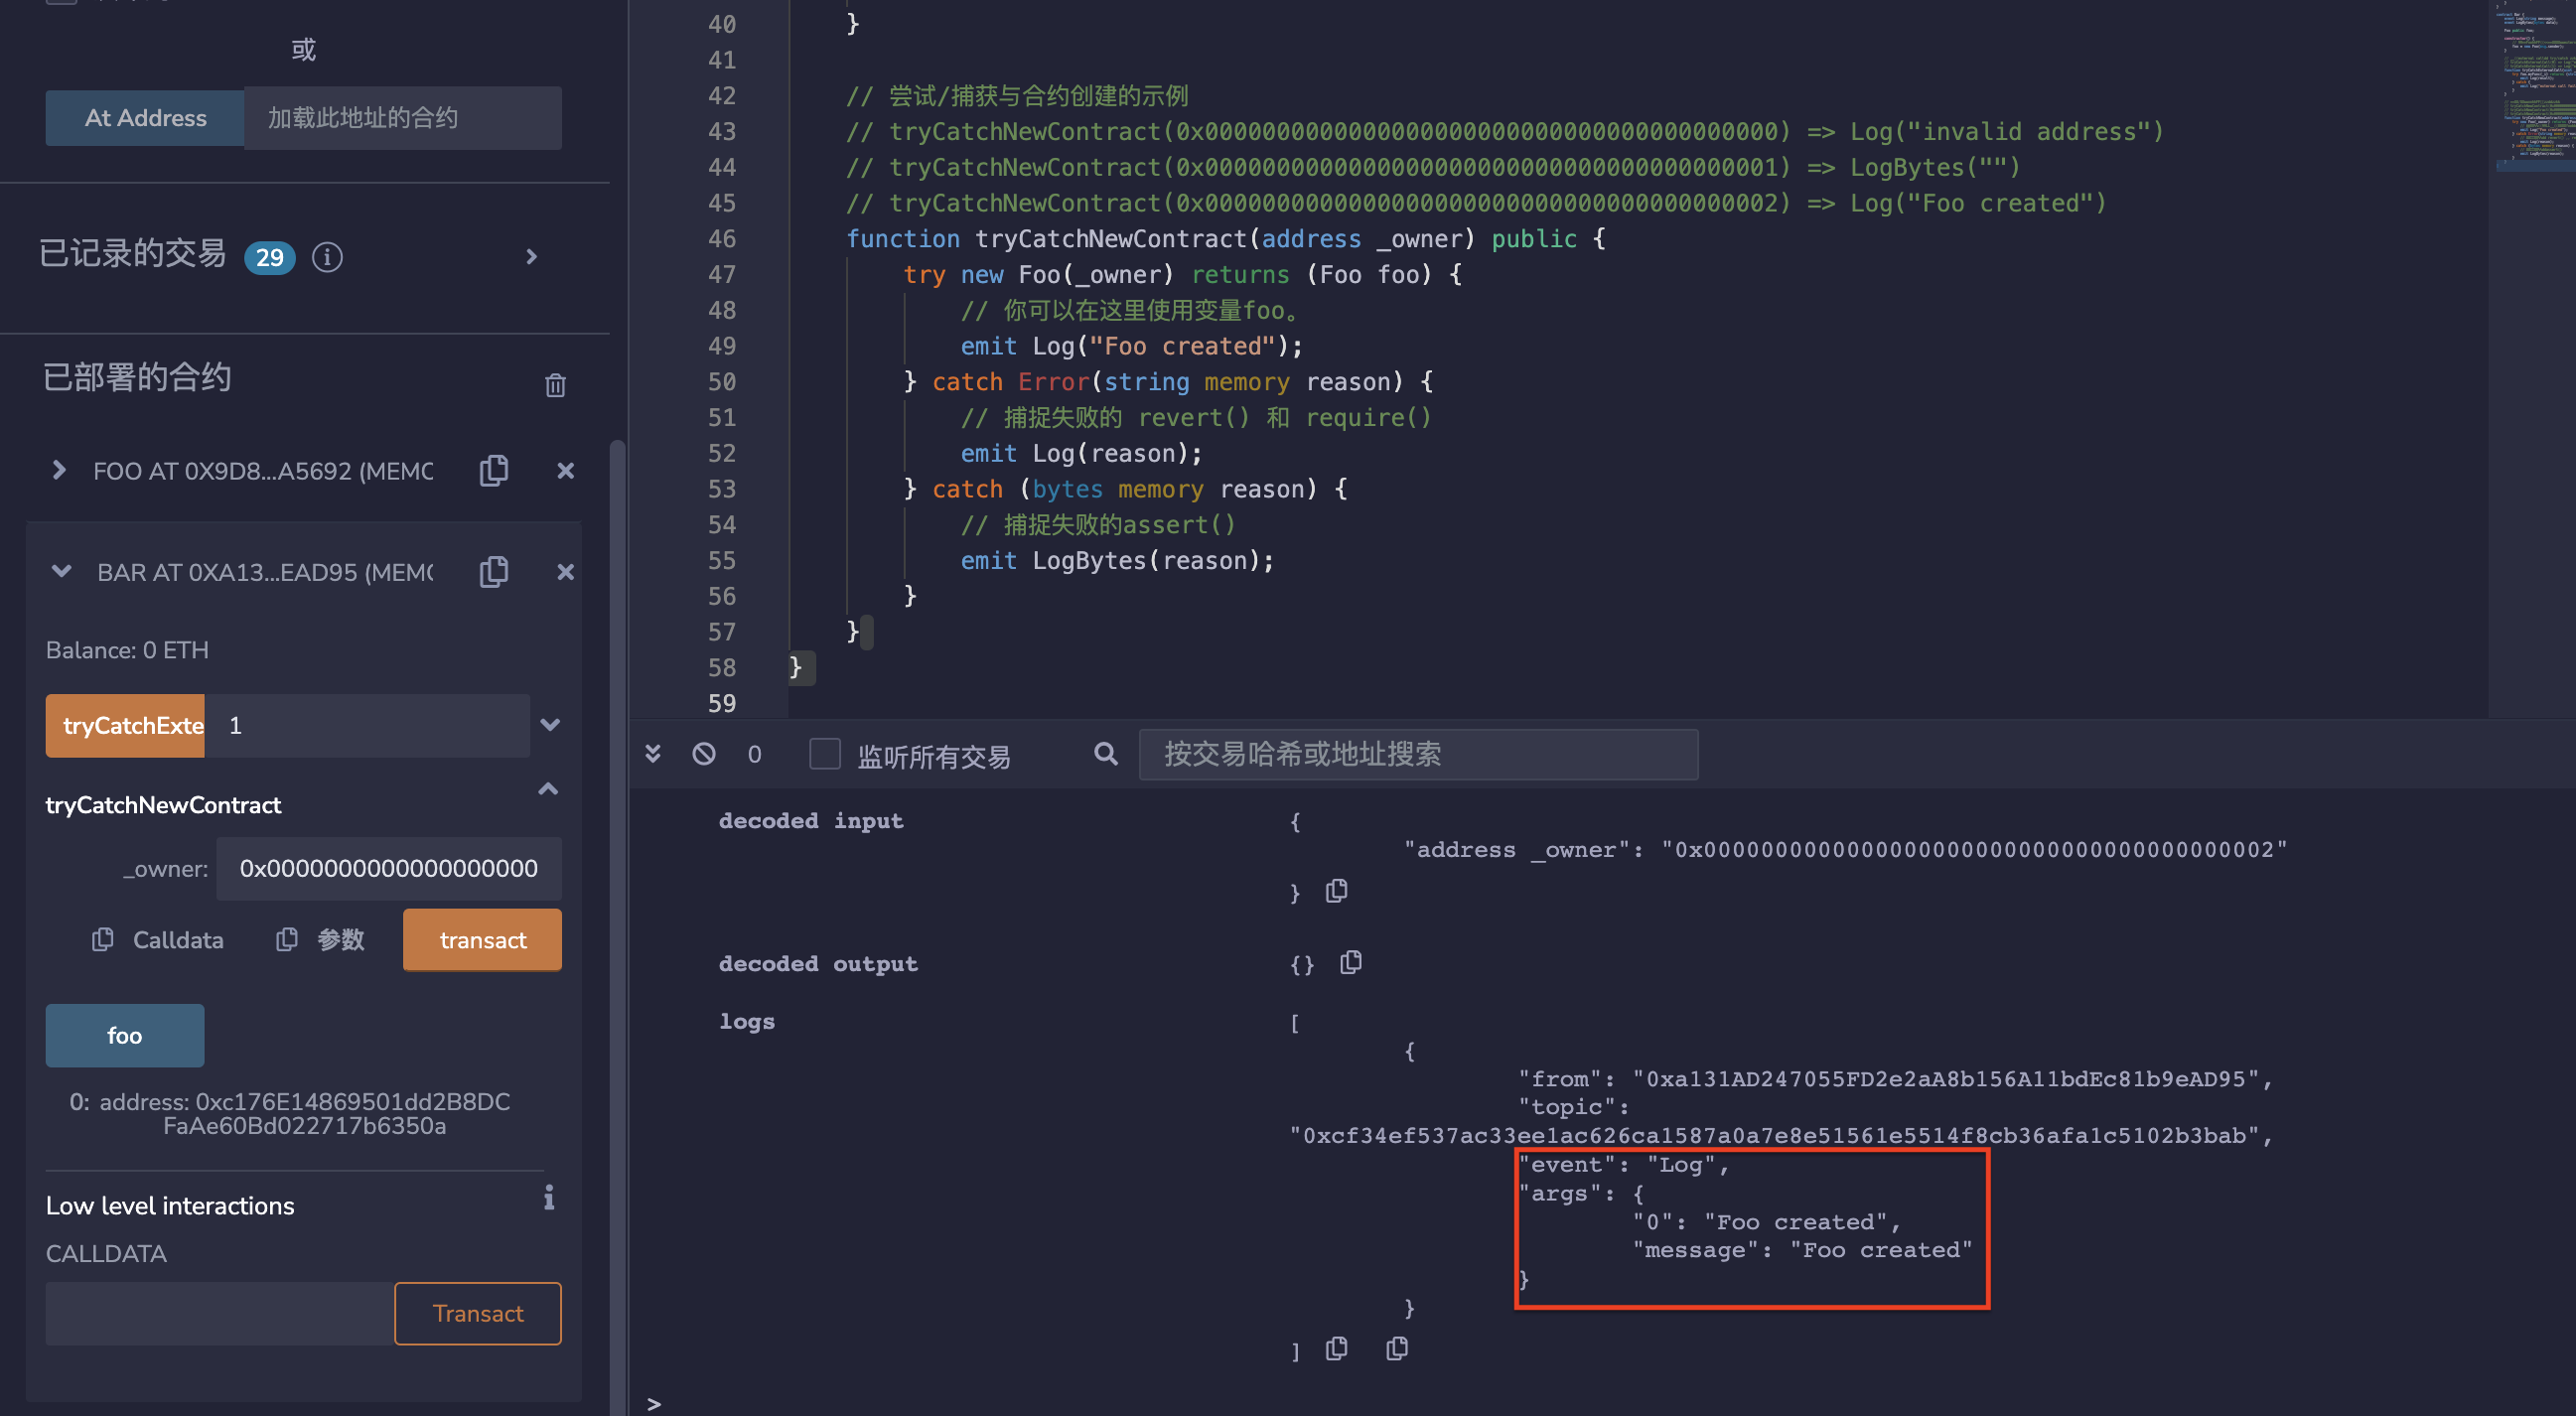 或
At Address 加载此地址的合约
已记录的交易 29
已部署的合约
FOO AT 0X9D8...A5692 (MEMC
BAR AT 0XA13...EAD95 (MEMC
Balance: 0 ETH
tryCatchExte 1
tryCatchNewContract
_owner: 0x0000000000000000000
Calldata 参数 transact
foo
0: address: 0xc176E14869501dd2B8DC
FaAe60Bd022717b6350a
Low level interactions
CALLDATA
Transact
40 }
41
42 // 尝试/捕获与合约创建的示例
43 // tryCatchNewContract(0x0000000000000000000000000000000000000000) => Log("invalid address")
44 // tryCatchNewContract(0x0000000000000000000000000000000000000001) => LogBytes("")
45 // tryCatchNewContract(0x0000000000000000000000000000000000000002) => Log("Foo created")
46 function tryCatchNewContract(address _owner) public {
47 try new Foo(_owner) returns (Foo foo) {
48 // 你可以在这里使用变量foo。
49 emit Log("Foo created");
50 } catch Error(string memory reason) {
51 // 捕捉失败的 revert() 和 require()
52 emit Log(reason);
53 } catch (bytes memory reason) {
54 // 捕捉失败的assert()
55 emit LogBytes(reason);
56 }
57 }
58 }
59
0 监听所有交易 按交易哈希或地址搜索
decoded input {
"address _owner": "0x0000000000000000000000000000000000000002"
}
decoded output {}
logs [
{
"from": "0xa131AD247055FD2e2aA8b156A11bdEc81b9eAD95",
"topic":
"0xcf34ef537ac33ee1ac626ca1587a0a7e8e51561e5514f8cb36afa1c5102b3bab",
"event": "Log",
"args": {
"0": "Foo created",
"message": "Foo created"
}
}
]
>